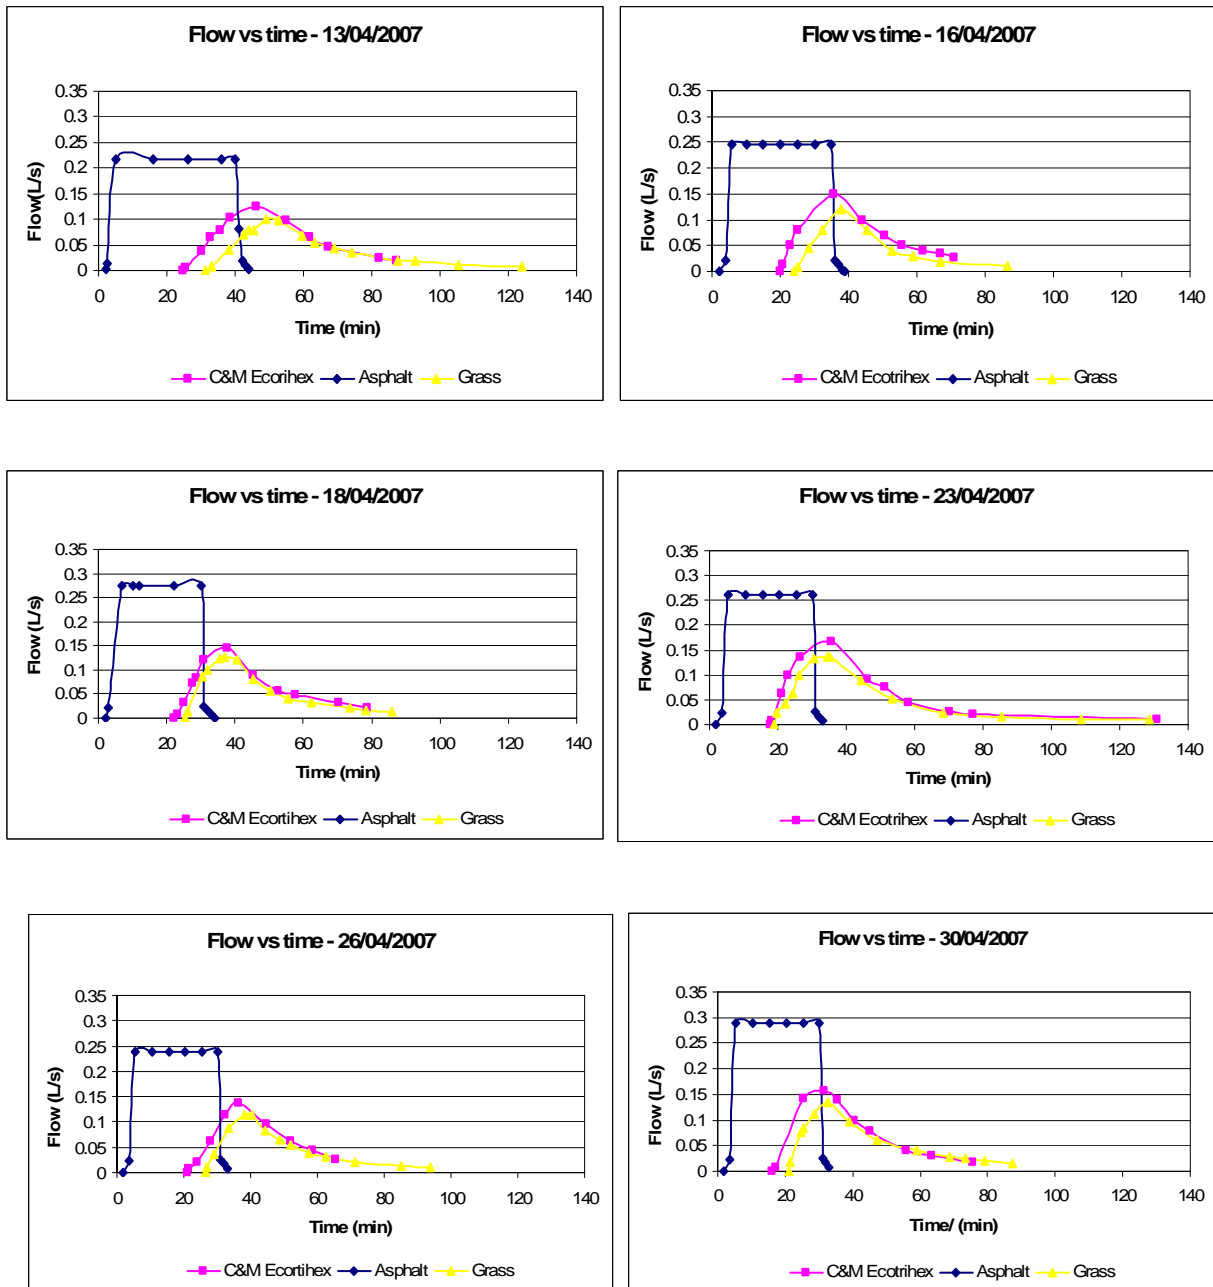 Flow vs time - 13/04/2007
0.35
0.3
0.25
0.2
0.15
0.1
0.05
0
Flow(L/s)
0 20 40 60 80 100 120 140
Time (min)
C&M Ecorihex Asphalt Grass
Flow vs time - 16/04/2007
0.35
0.3
0.25
0.2
0.15
0.1
0.05
0
Flow (L/s)
0 20 40 60 80 100 120 140
Time (min)
C&M Ecotrihex Asphalt Grass
Flow vs time - 18/04/2007
0.35
0.3
0.25
0.2
0.15
0.1
0.05
0
Flow (L/s)
0 20 40 60 80 100 120 140
Time (min)
C&M Ecortihex Asphalt Grass
Flow vs time - 23/04/2007
0.35
0.3
0.25
0.2
0.15
0.1
0.05
0
Flow (L/s)
0 20 40 60 80 100 120 140
Time (min)
C&M Ecotrihex Asphalt Grass
Flow vs time - 26/04/2007
0.35
0.3
0.25
0.2
0.15
0.1
0.05
0
Flow (L/s)
0 20 40 60 80 100 120 140
Time (min)
C&M Ecortihex Asphalt Grass
Flow vs time - 30/04/2007
0.35
0.3
0.25
0.2
0.15
0.1
0.05
0
Flow (L/s)
0 20 40 60 80 100 120 140
Time/ (min)
C&M Ecotrihex Asphalt Grass